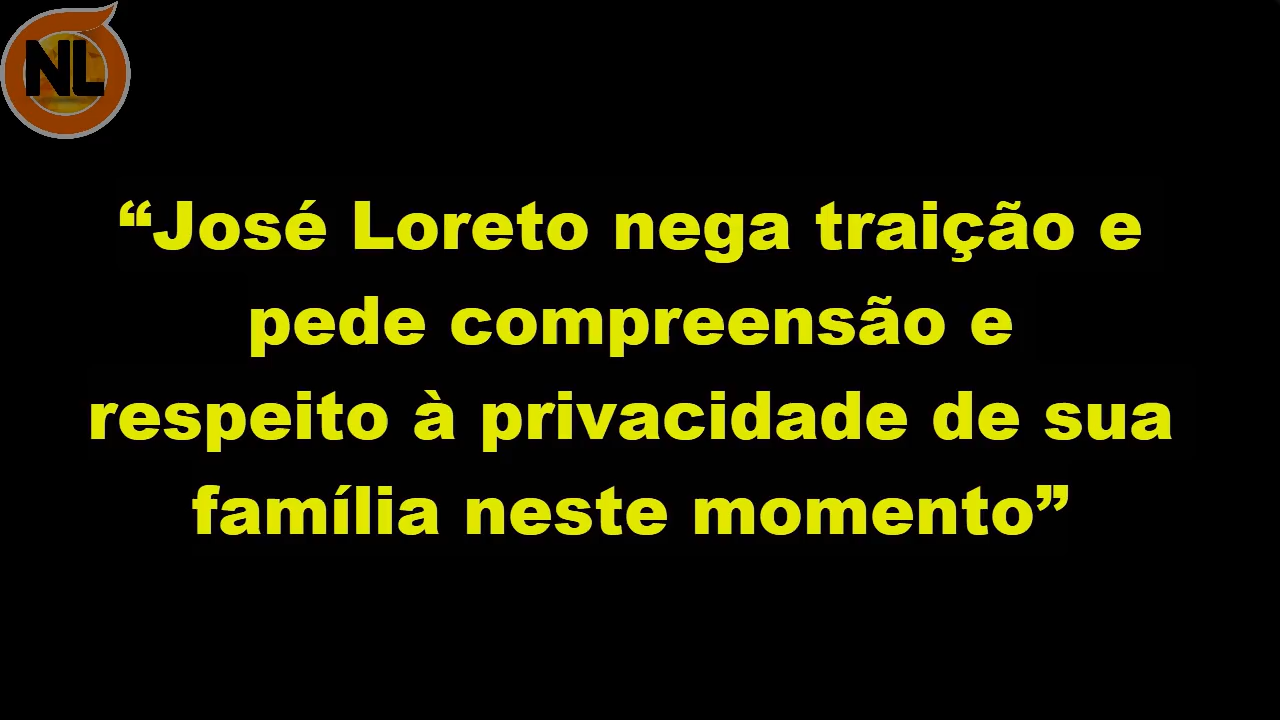 NL
“José Loreto nega traição e
pede compreensão e
respeito à privacidade de sua
família neste momento”